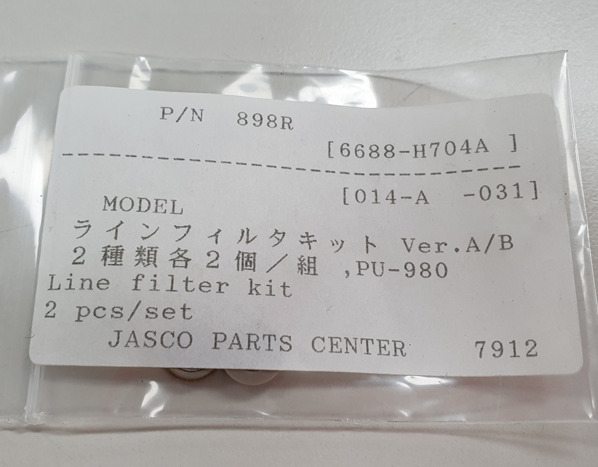 P/N 898R
[6688-H704A ]
[014-A -031]
MODEL
ラインフィルタキット Ver.A/B
2種類各2個/組 ,PU-980
Line filter kit
2 pcs/set
JASCO PARTS CENTER 7912